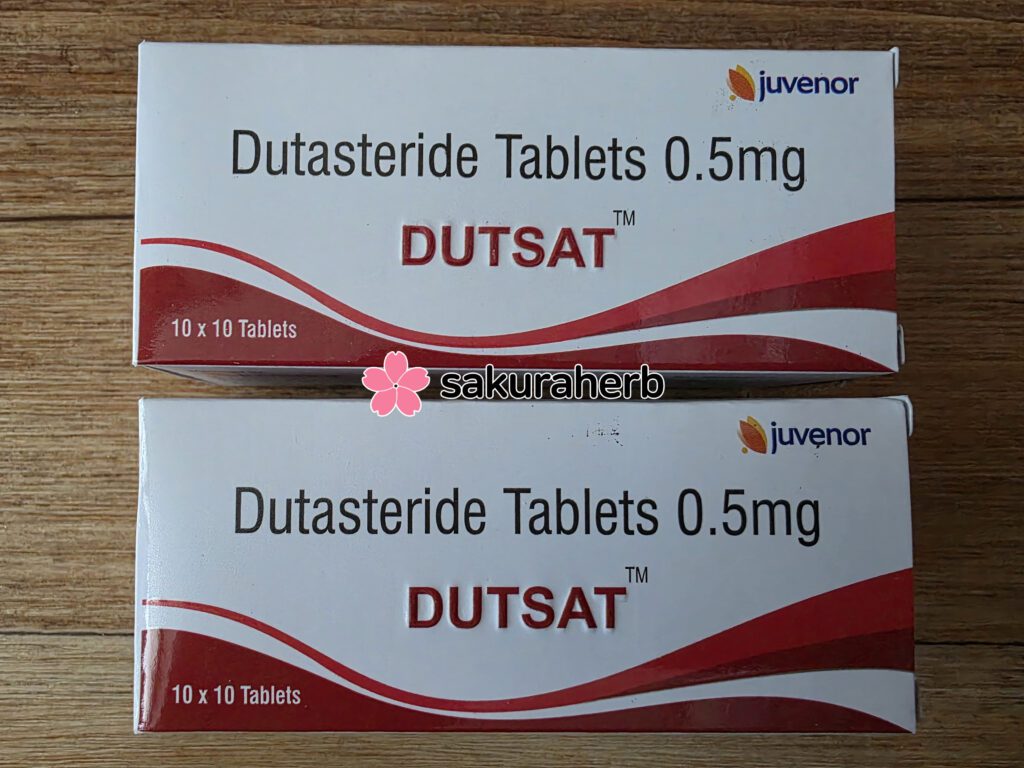 juvenor
Dutasteride Tablets 0.5mg
DUTSAT™
10 x 10 Tablets
sakuraherb
juvenor
Dutasteride Tablets 0.5mg
DUTSAT™
10 x 10 Tablets